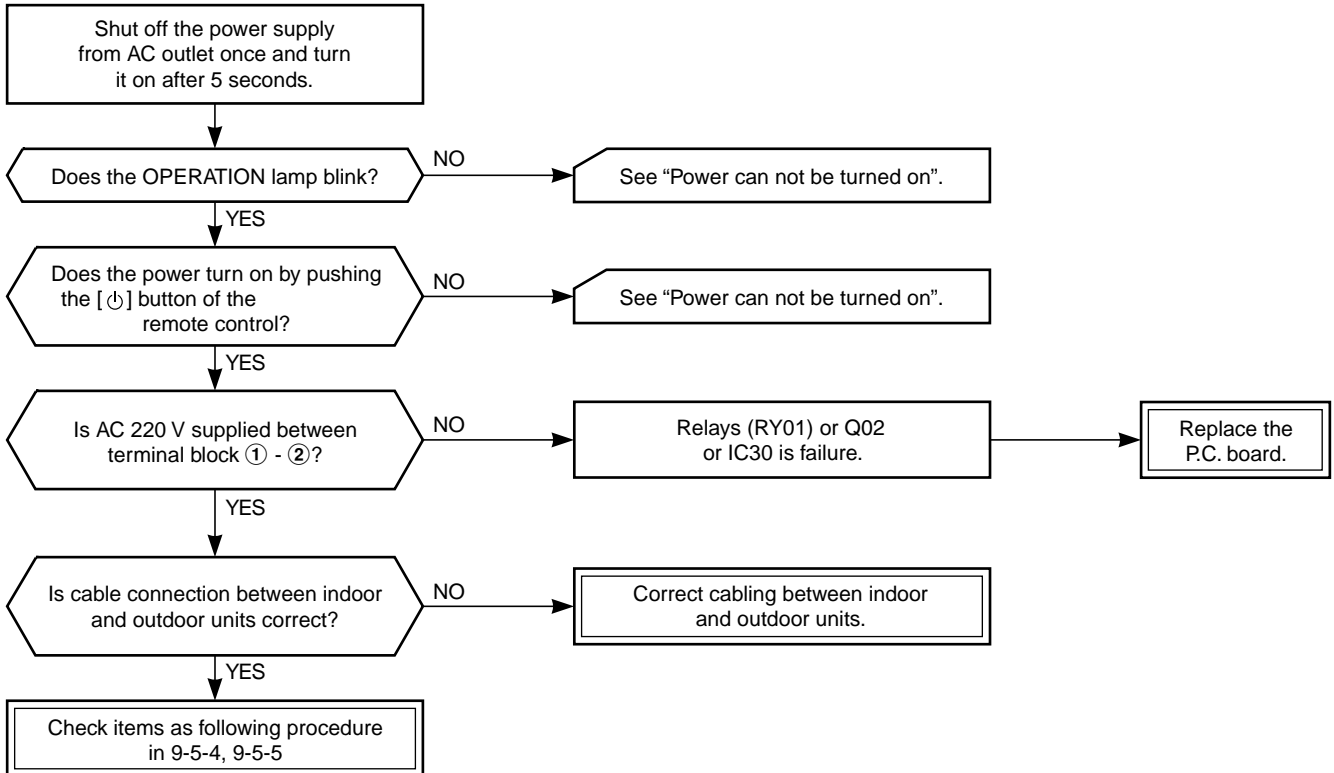 Shut off the power supply
from AC outlet once and turn
it on after 5 seconds.
Does the OPERATION lamp blink?
NO
See “Power can not be turned on”.
YES
Does the power turn on by pushing
the [⏻] button of the
remote control?
NO
See “Power can not be turned on”.
YES
Is AC 220 V supplied between
terminal block ① - ②?
NO
Relays (RY01) or Q02
or IC30 is failure.
Replace the
P.C. board.
YES
Is cable connection between indoor
and outdoor units correct?
NO
Correct cabling between indoor
and outdoor units.
YES
Check items as following procedure
in 9-5-4, 9-5-5